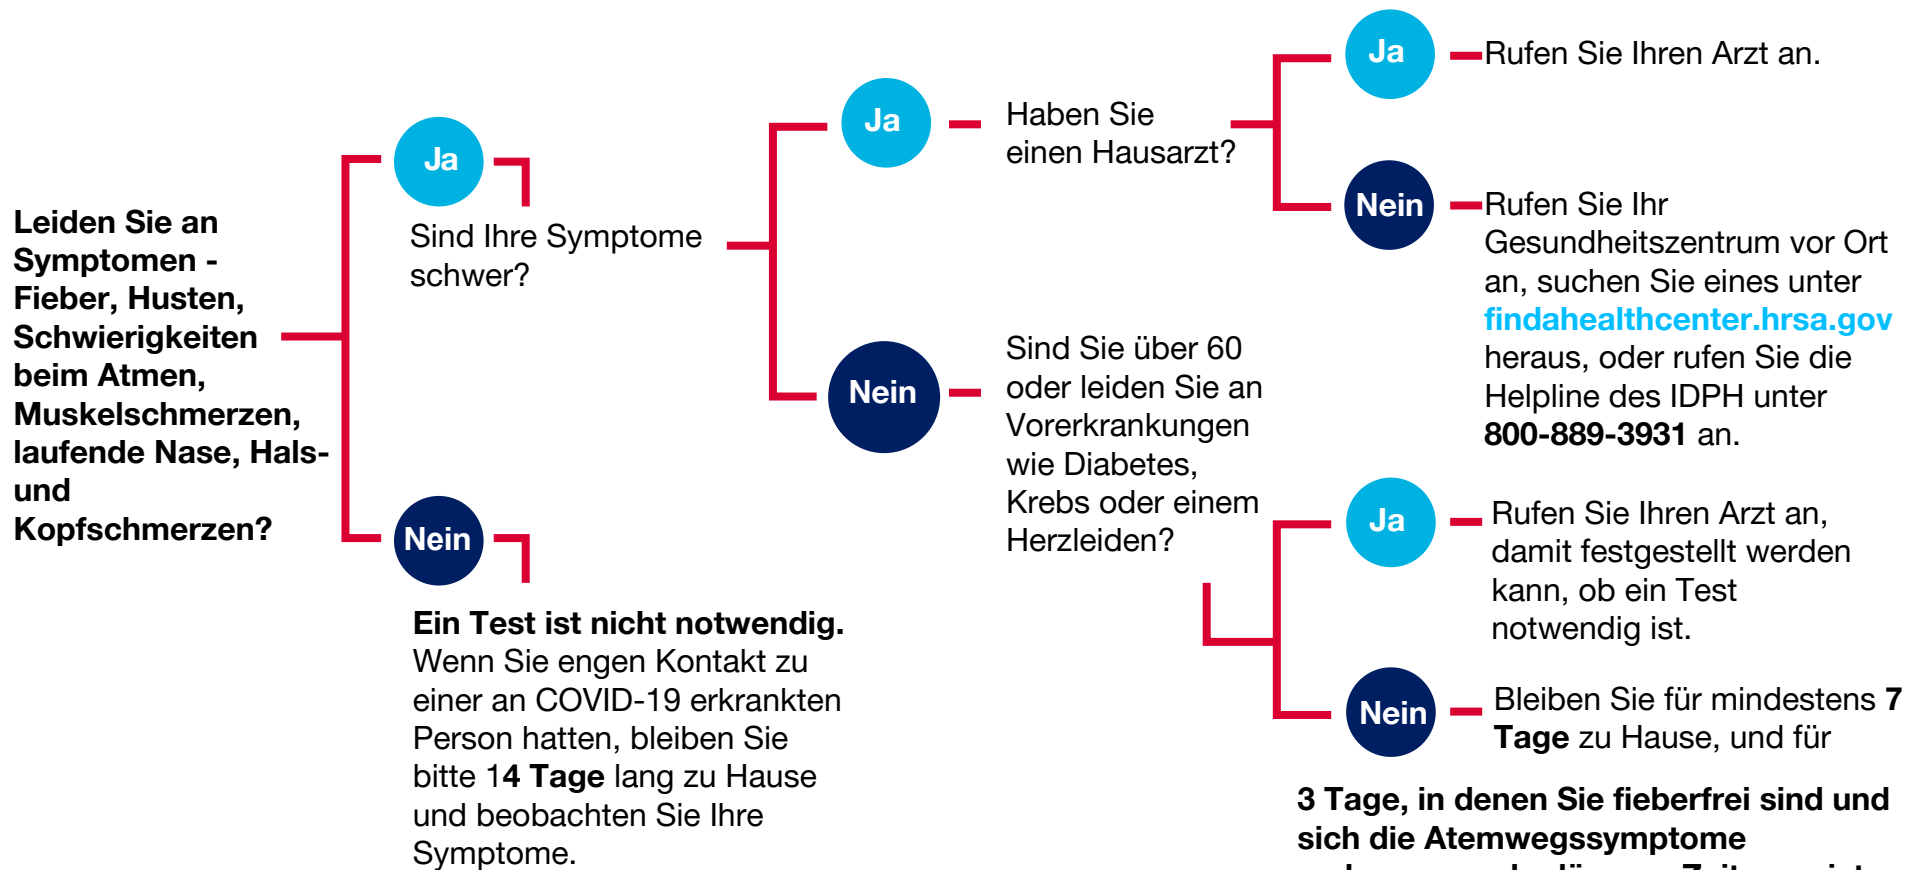 Leiden Sie an
Symptomen -
Fieber, Husten,
Schwierigkeiten
beim Atmen,
Muskelschmerzen,
laufende Nase, Hals-
und
Kopfschmerzen?
Ja
Sind Ihre Symptome
schwer?
Nein
Ein Test ist nicht notwendig.
Wenn Sie engen Kontakt zu
einer an COVID-19 erkrankten
Person hatten, bleiben Sie
bitte 14 Tage lang zu Hause
und beobachten Sie Ihre
Symptome.
Ja
Haben Sie
einen Hausarzt?
Nein
Sind Sie über 60
oder leiden Sie an
Vorerkrankungen
wie Diabetes,
Krebs oder einem
Herzleiden?
Ja
Rufen Sie Ihren Arzt an.
Nein
Rufen Sie Ihr
Gesundheitszentrum vor Ort
an, suchen Sie eines unter
findahealthcenter.hrsa.gov
heraus, oder rufen Sie die
Helpline des IDPH unter
800-889-3931 an.
Ja
Rufen Sie Ihren Arzt an,
damit festgestellt werden
kann, ob ein Test
notwendig ist.
Nein
Bleiben Sie für mindestens 7
Tage zu Hause, und für
3 Tage, in denen Sie fieberfrei sind und
sich die Atemwegssymptome